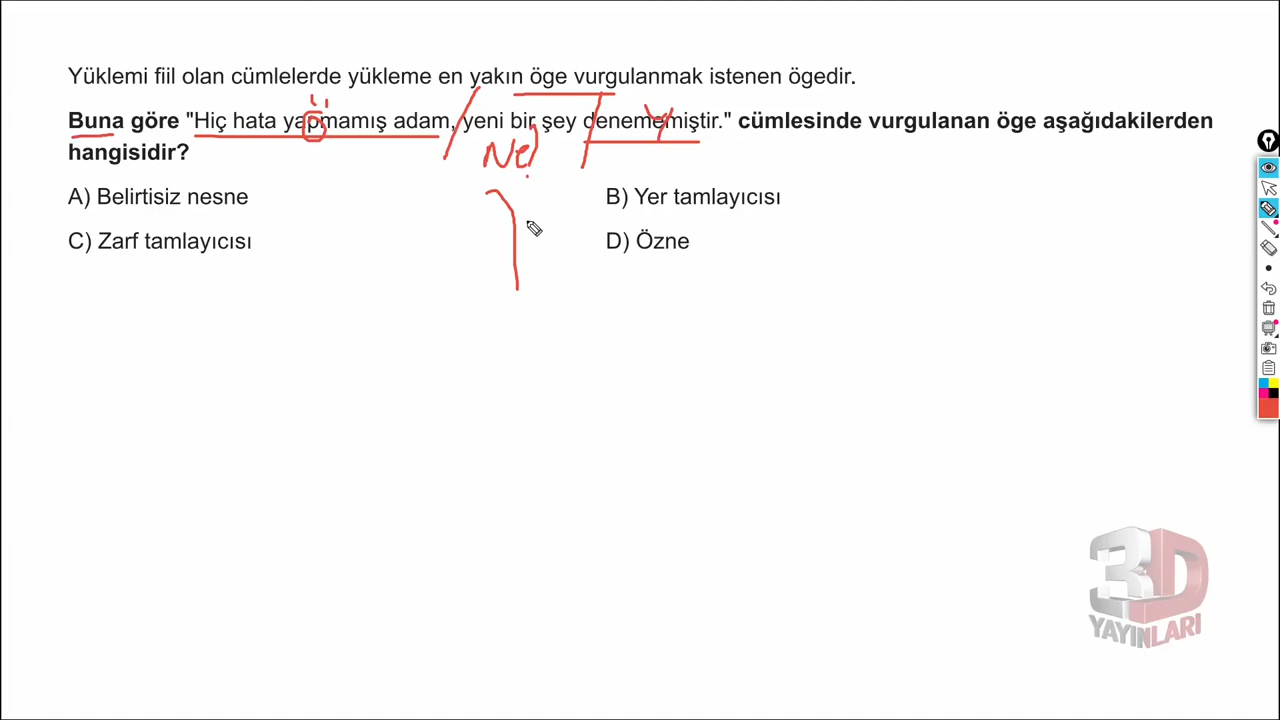 Yüklemi fiil olan cümlelerde yükleme en yakın öge vurgulanmak istenen ögedir.
Buna göre "Hiç hata yapmamış adam, yeni bir şey denememiştir." cümlesinde vurgulanan öge aşağıdakilerden
hangisidir?
Ö
Y
Ne?
A) Belirtisiz nesne
B) Yer tamlayıcısı
C) Zarf tamlayıcısı
D) Özne
3D
YAYINLARI